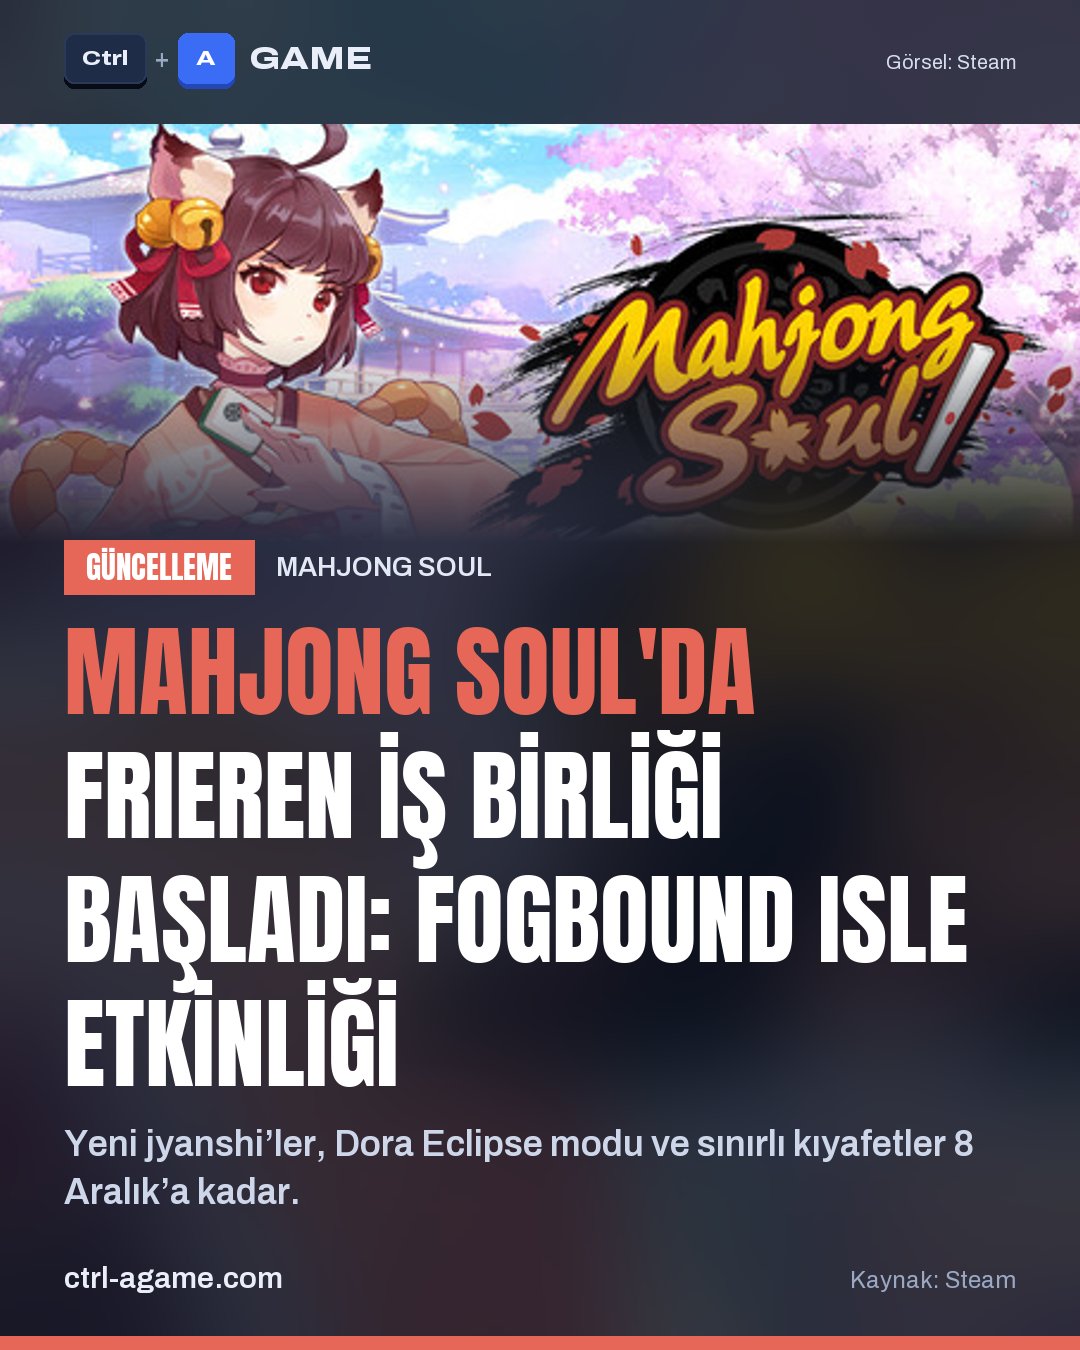 Ctrl + A GAME
Görsel: Steam
Mahjong
Soul
GÜNCELLEME
MAHJONG SOUL
MAHJONG SOUL'DA
FRIEREN İŞ BİRLİĞİ
BAŞLADI: FOGBOUND ISLE
ETKİNLİĞİ
Yeni jyanshi’ler, Dora Eclipse modu ve sınırlı kıyafetler 8
Aralık’a kadar.
ctrl-agame.com
Kaynak: Steam